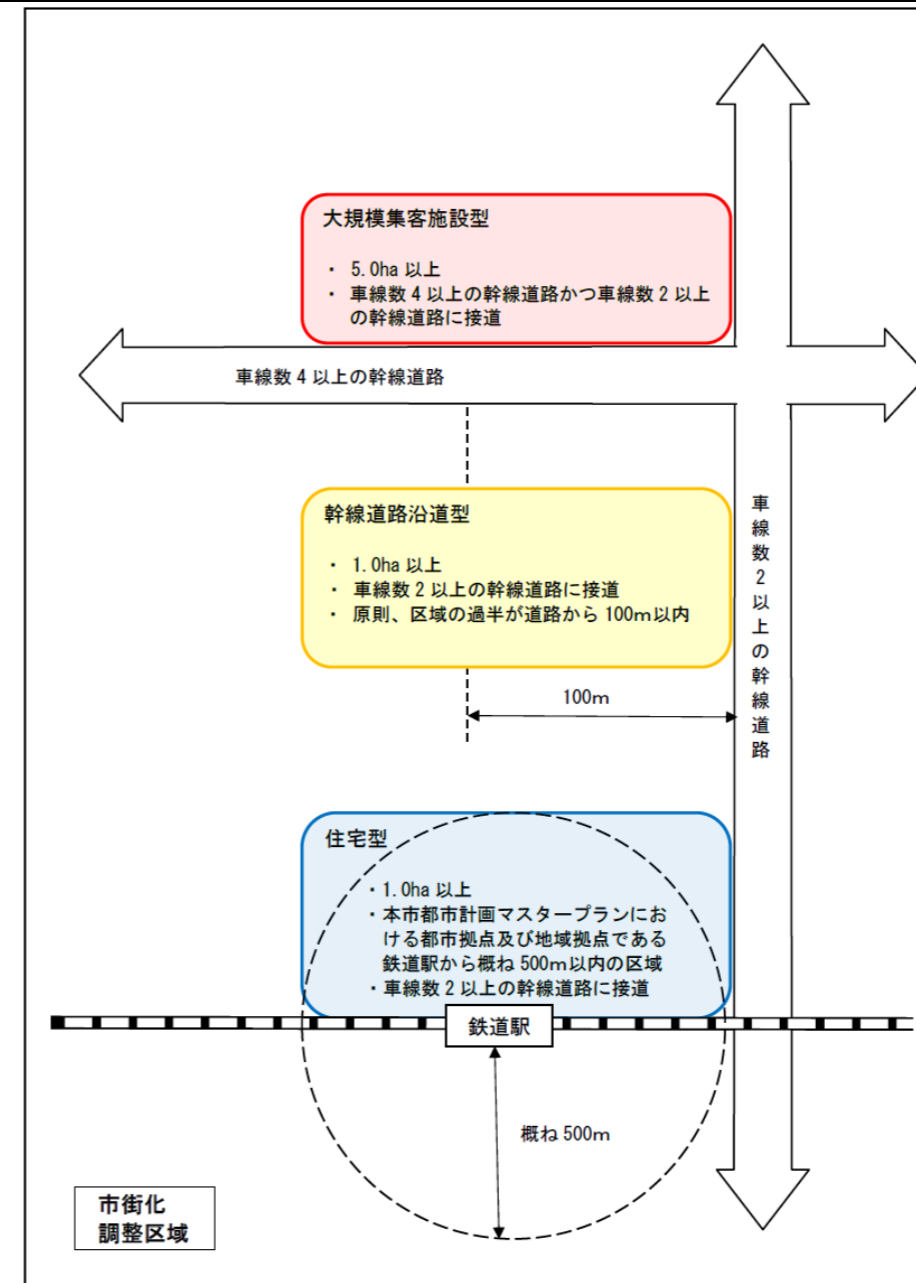 大規模集客施設型
・ 5.0ha 以上
・ 車線数 4 以上の幹線道路かつ車線数 2 以上
の幹線道路に接道
車線数 4 以上の幹線道路
幹線道路沿道型
・ 1.0ha 以上
・ 車線数 2 以上の幹線道路に接道
・ 原則、区域の過半が道路から 100m以内
車線数2以上の幹線道路
100m
住宅型
・1.0ha 以上
・本市都市計画マスタープランにお
ける都市拠点及び地域拠点である
鉄道駅から概ね 500m以内の区域
・車線数 2 以上の幹線道路に接道
鉄道駅
概ね 500m
市街化
調整区域